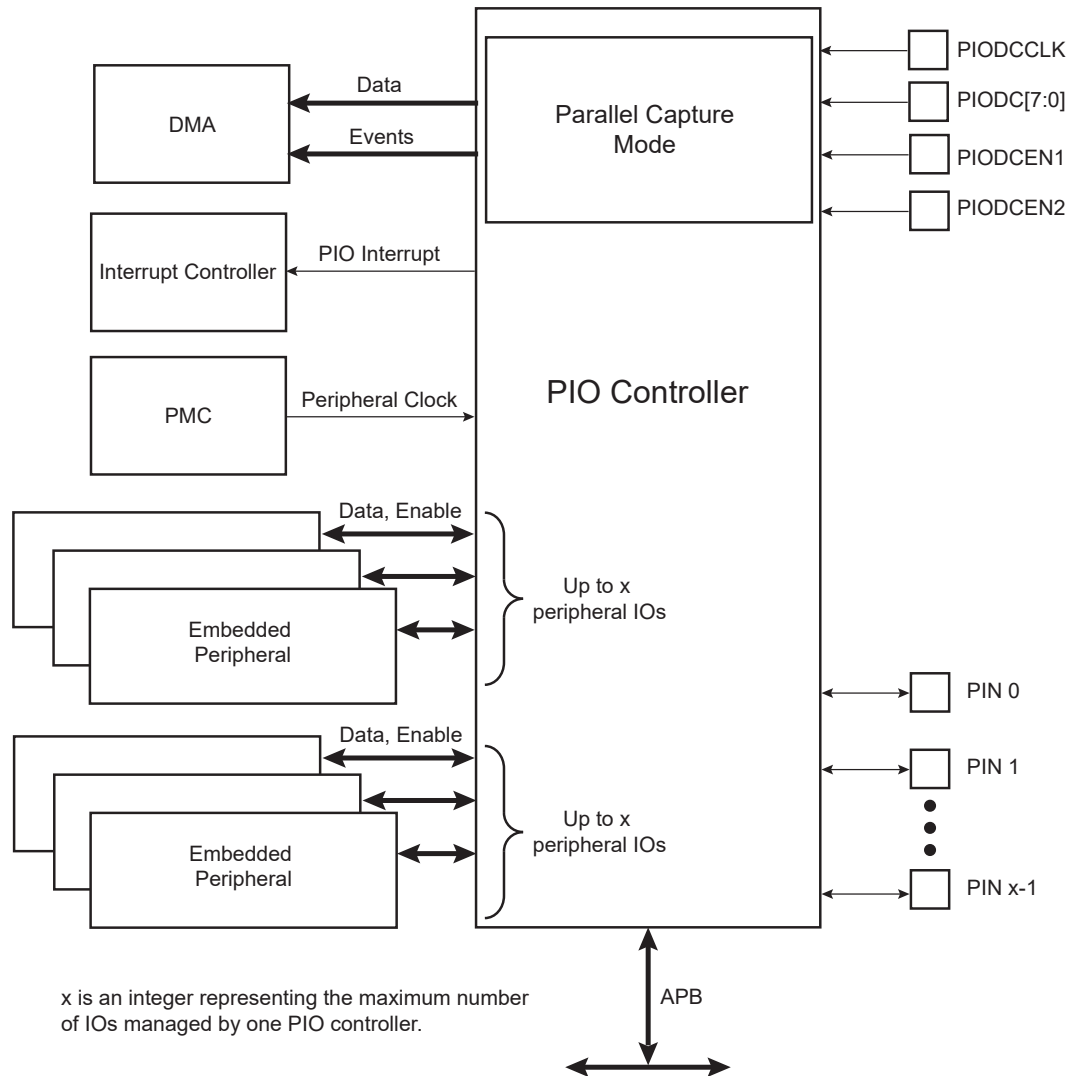 PIODCCLK
Data
DMA
Parallel Capture
Mode
PIODC[7:0]
Events
PIODCEN1
PIODCEN2
PIO Interrupt
Interrupt Controller
PIO Controller
Peripheral Clock
PMC
Data, Enable
Up to x
peripheral IOs
Embedded
Peripheral
PIN 0
Data, Enable
PIN 1
Up to x
peripheral IOs
Embedded
Peripheral
PIN x-1
APB
x is an integer representing the maximum number
of IOs managed by one PIO controller.